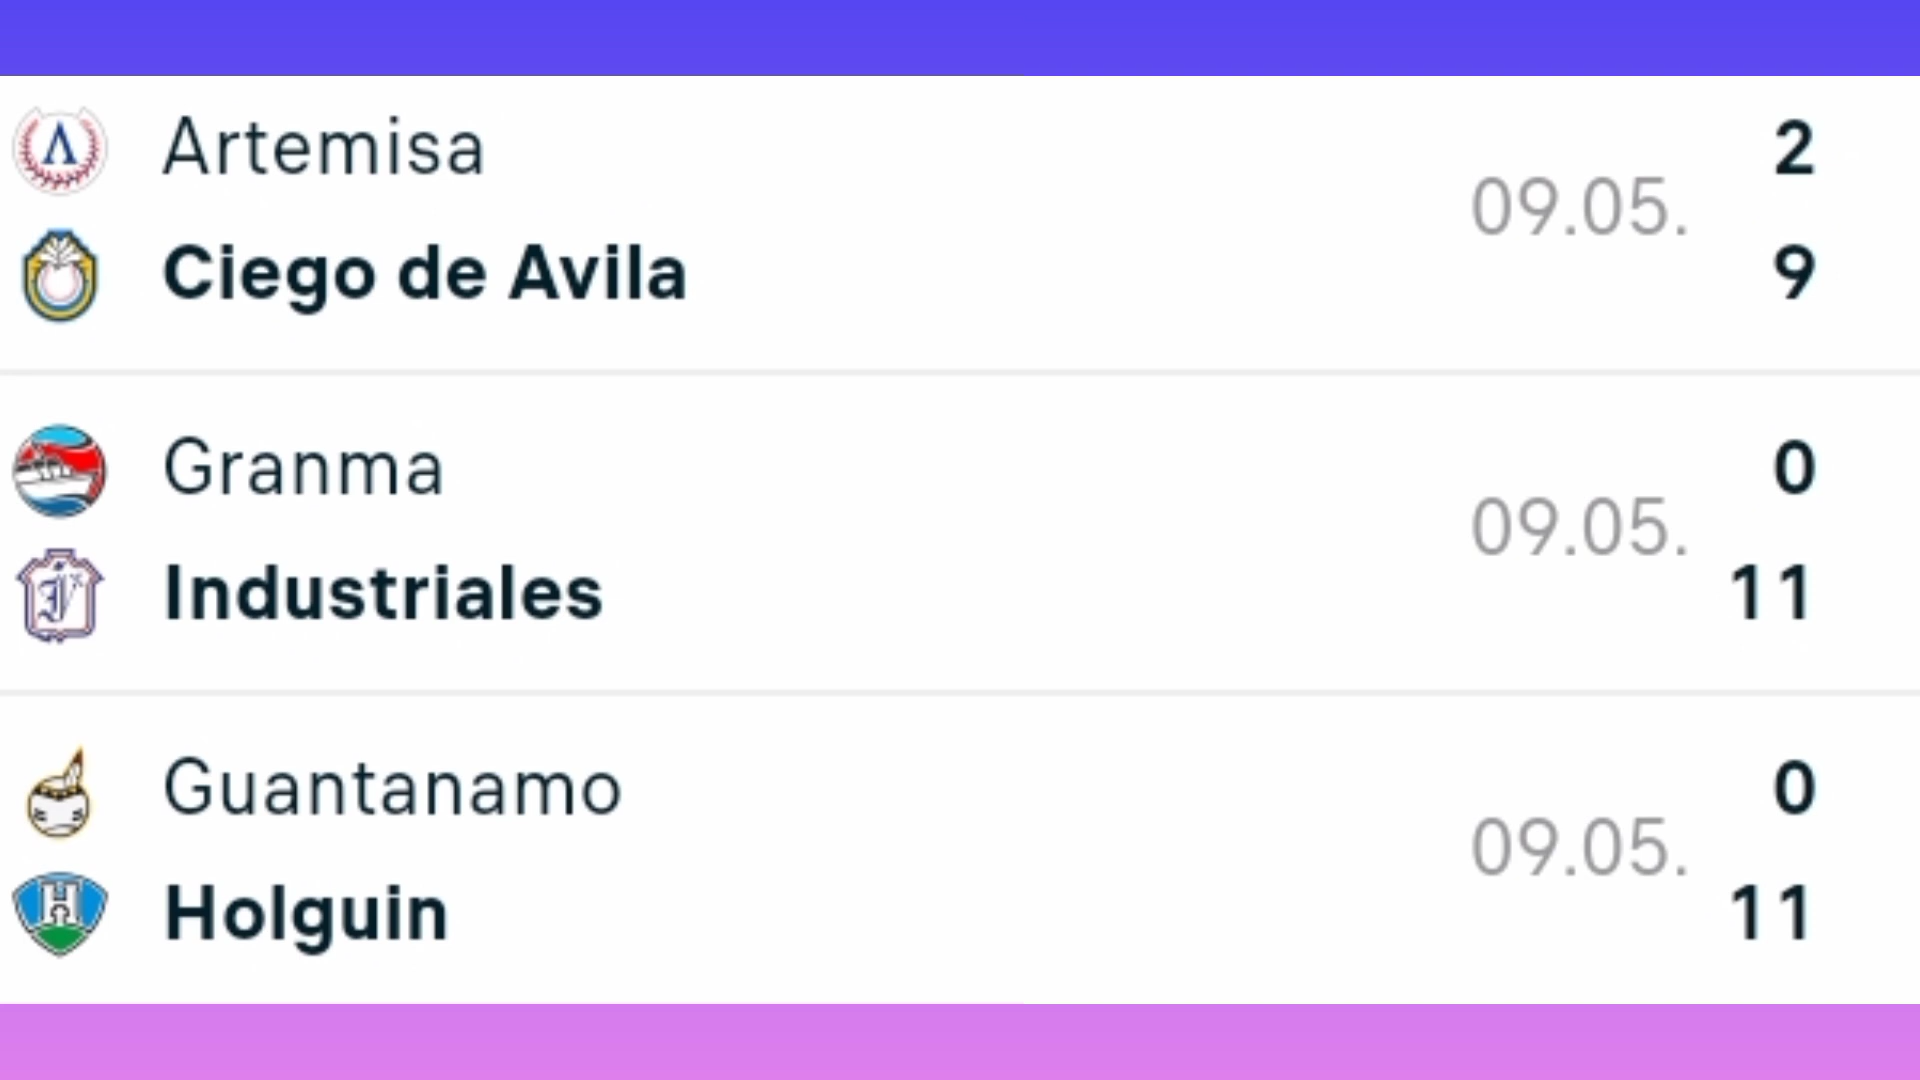 Artemisa 2
09.05.
Ciego de Avila 9
Granma 0
09.05.
Industriales 11
Guantanamo 0
09.05.
Holguin 11